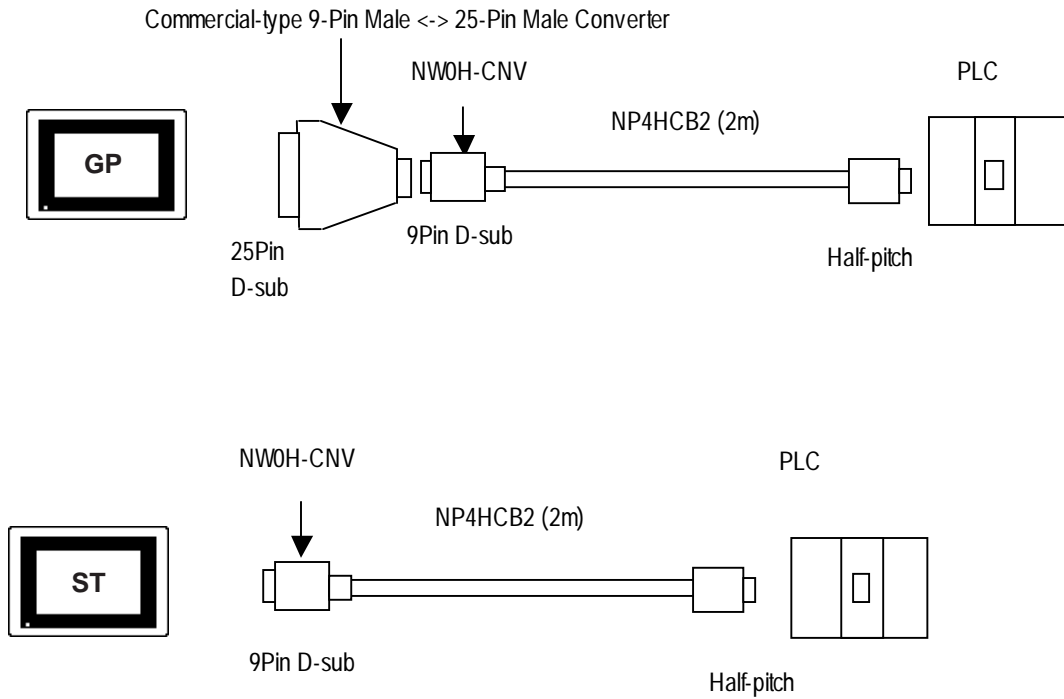 Commercial-type 9-Pin Male <-> 25-Pin Male Converter
NW0H-CNV
PLC
NP4HCB2 (2m)
GP
9Pin D-sub
25Pin
D-sub
Half-pitch
NW0H-CNV
PLC
NP4HCB2 (2m)
ST
9Pin D-sub
Half-pitch